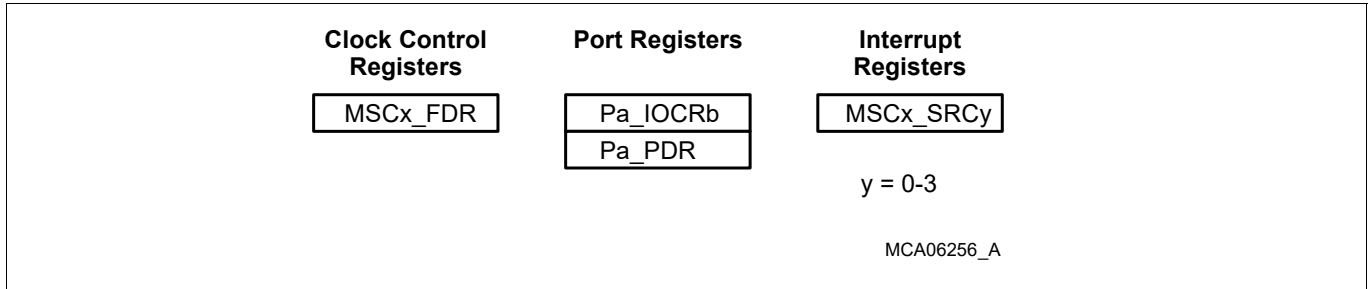 Clock Control
Registers
MSCx_FDR
Port Registers
Pa_IOCRb
Pa_PDR
Interrupt
Registers
MSCx_SRCy
y = 0-3
MCA06256_A